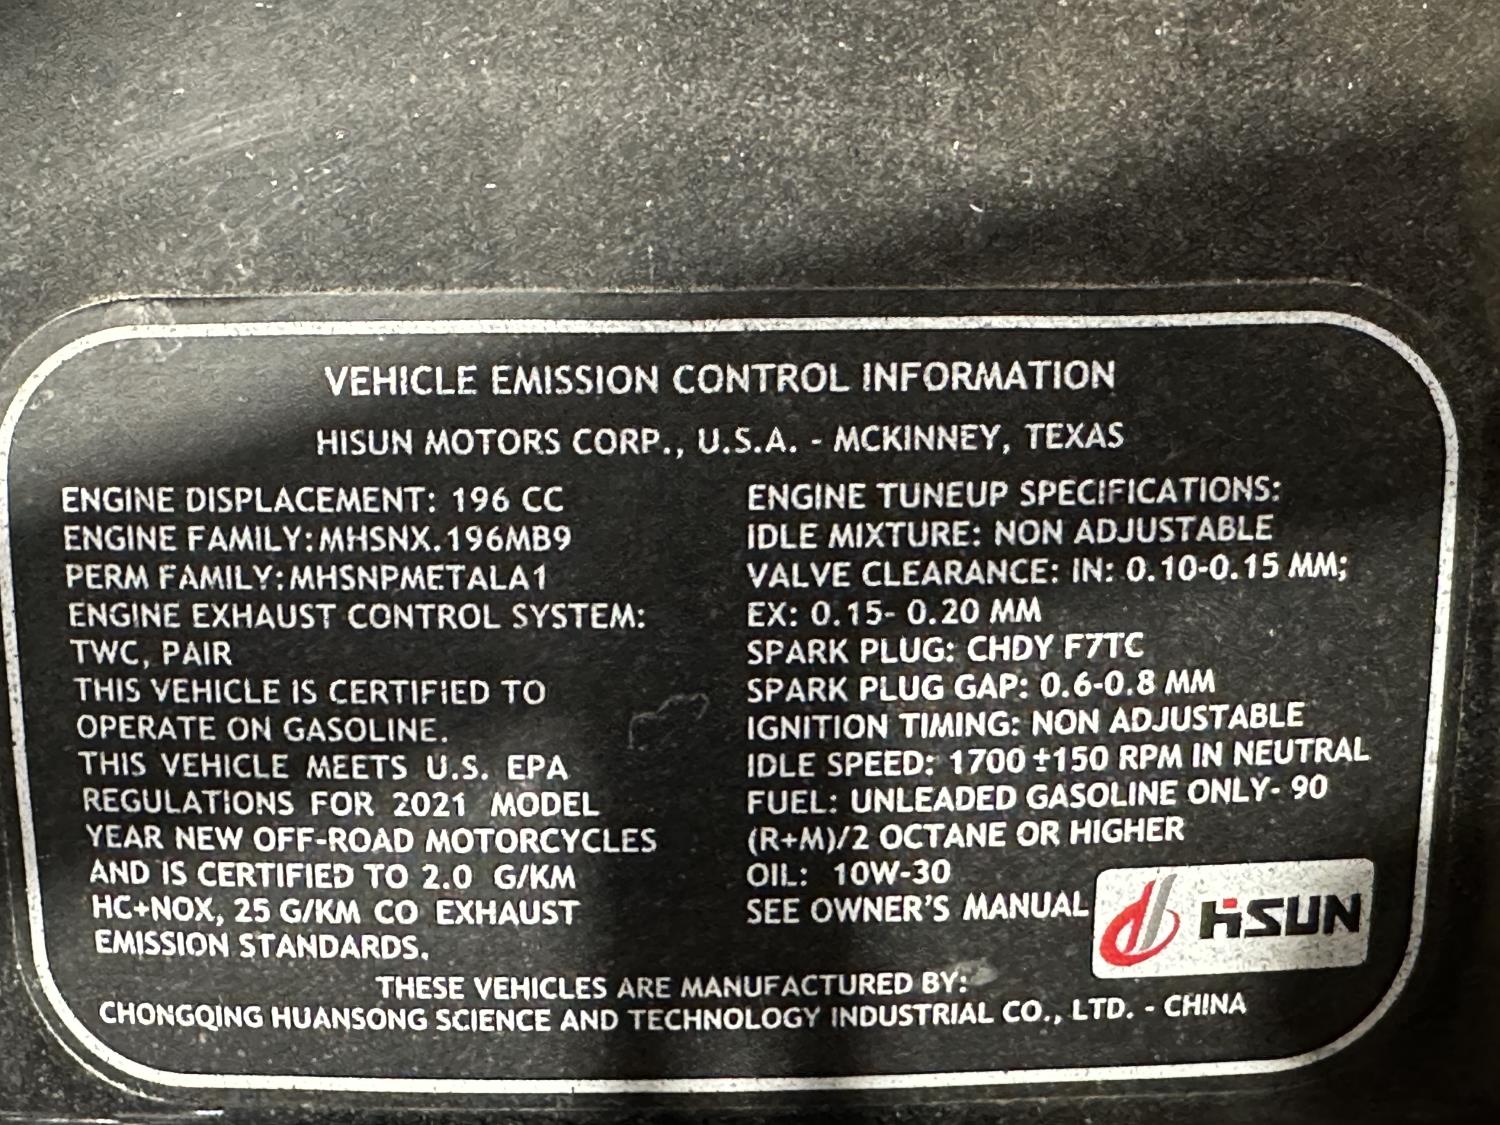 VEHICLE EMISSION CONTROL INFORMATION
HISUN MOTORS CORP., U.S.A. - MCKINNEY, TEXAS
ENGINE DISPLACEMENT: 196 CC
ENGINE FAMILY:MHSNX.196MB9
PERM FAMILY:MHSNPMETALA1
ENGINE EXHAUST CONTROL SYSTEM:
TWC, PAIR
THIS VEHICLE IS CERTIFIED TO
OPERATE ON GASOLINE.
THIS VEHICLE MEETS U.S. EPA
REGULATIONS FOR 2021 MODEL
YEAR NEW OFF-ROAD MOTORCYCLES
AND IS CERTIFIED TO 2.0 G/KM
HC+NOX, 25 G/KM CO EXHAUST
EMISSION STANDARDS.
ENGINE TUNEUP SPECIFICATIONS:
IDLE MIXTURE: NON ADJUSTABLE
VALVE CLEARANCE: IN: 0.10-0.15 MM;
EX: 0.15- 0.20 MM
SPARK PLUG: CHDY F7TC
SPARK PLUG GAP: 0.6-0.8 MM
IGNITION TIMING: NON ADJUSTABLE
IDLE SPEED: 1700 ±150 RPM IN NEUTRAL
FUEL: UNLEADED GASOLINE ONLY- 90
(R+M)/2 OCTANE OR HIGHER
OIL: 10W-30
SEE OWNER'S MANUAL
HISUN
THESE VEHICLES ARE MANUFACTURED BY:
CHONGQING HUANSONG SCIENCE AND TECHNOLOGY INDUSTRIAL CO., LTD. - CHINA